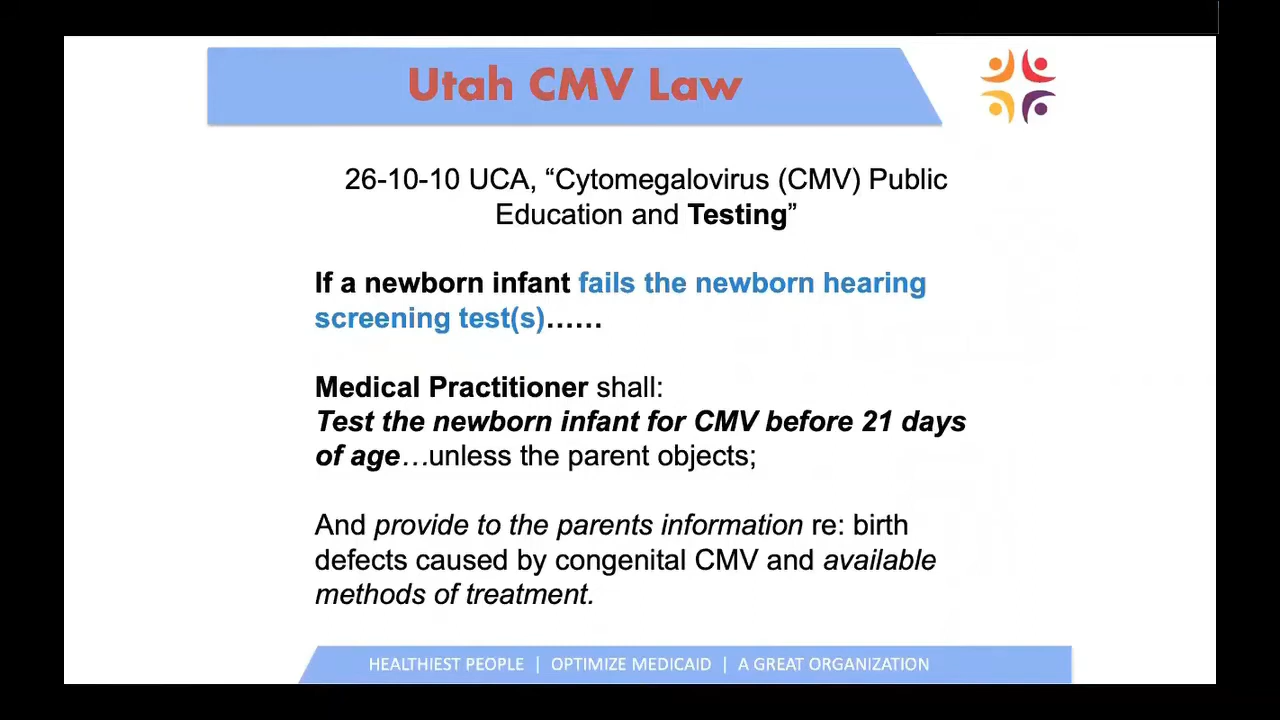 Utah CMV Law
26-10-10 UCA, “Cytomegalovirus (CMV) Public
Education and Testing”
If a newborn infant fails the newborn hearing
screening test(s)......
Medical Practitioner shall:
Test the newborn infant for CMV before 21 days
of age…unless the parent objects;
And provide to the parents information re: birth
defects caused by congenital CMV and available
methods of treatment.
HEALTHIEST PEOPLE | OPTIMIZE MEDICAID | A GREAT ORGANIZATION